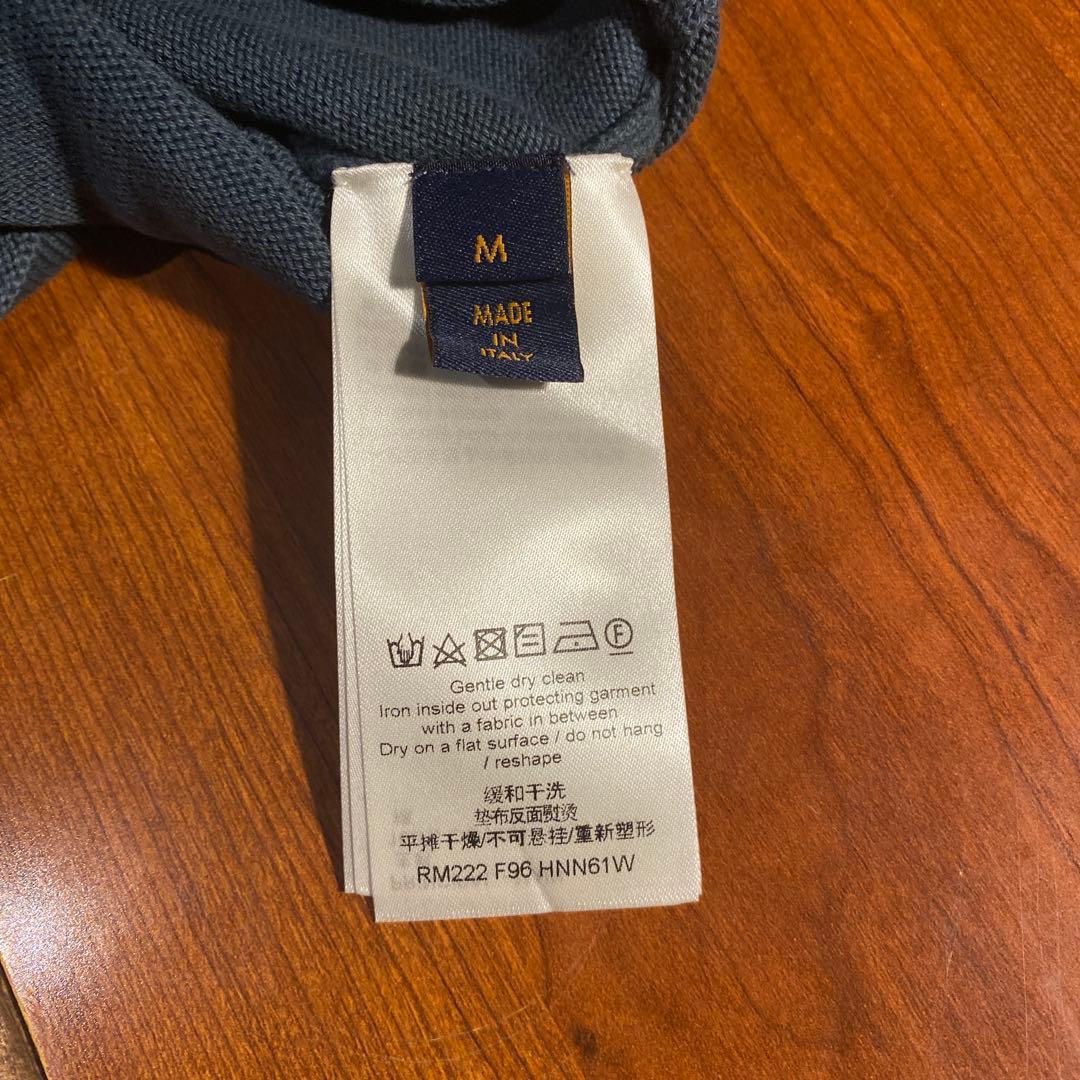 M
MADE
IN
ITALY
F
Gentle dry clean
Iron inside out protecting garment
with a fabric in between
Dry on a flat surface / do not hang
/ reshape
缓和干洗
垫布反面熨烫
平摊干燥/不可悬挂/重新塑形
RM222 F96 HNN61W